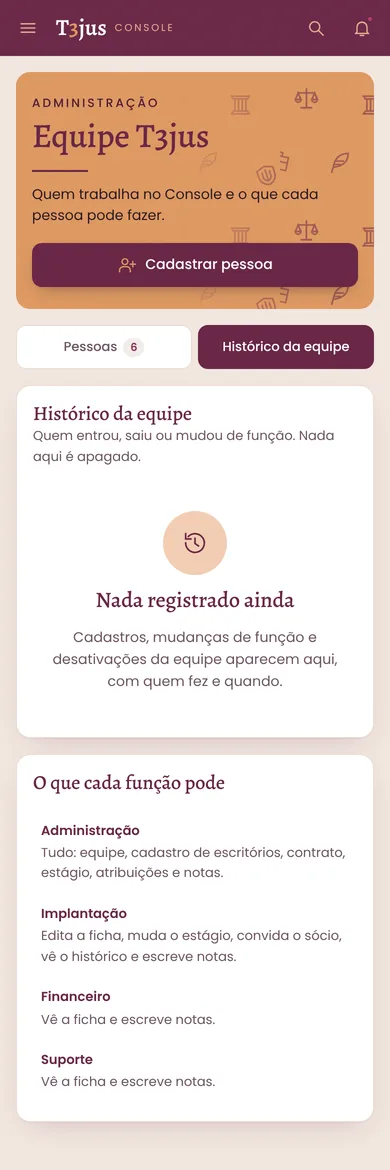 T3jus CONSOLE
ADMINISTRAÇÃO
Equipe T3jus
Quem trabalha no Console e o que cada
pessoa pode fazer.
Cadastrar pessoa
Pessoas 6
Histórico da equipe
Histórico da equipe
Quem entrou, saiu ou mudou de função. Nada
aqui é apagado.
Nada registrado ainda
Cadastros, mudanças de função e
desativações da equipe aparecem aqui,
com quem fez e quando.
O que cada função pode
Administração
Tudo: equipe, cadastro de escritórios, contrato,
estágio, atribuições e notas.
Implantação
Edita a ficha, muda o estágio, convida o sócio,
vê o histórico e escreve notas.
Financeiro
Vê a ficha e escreve notas.
Suporte
Vê a ficha e escreve notas.